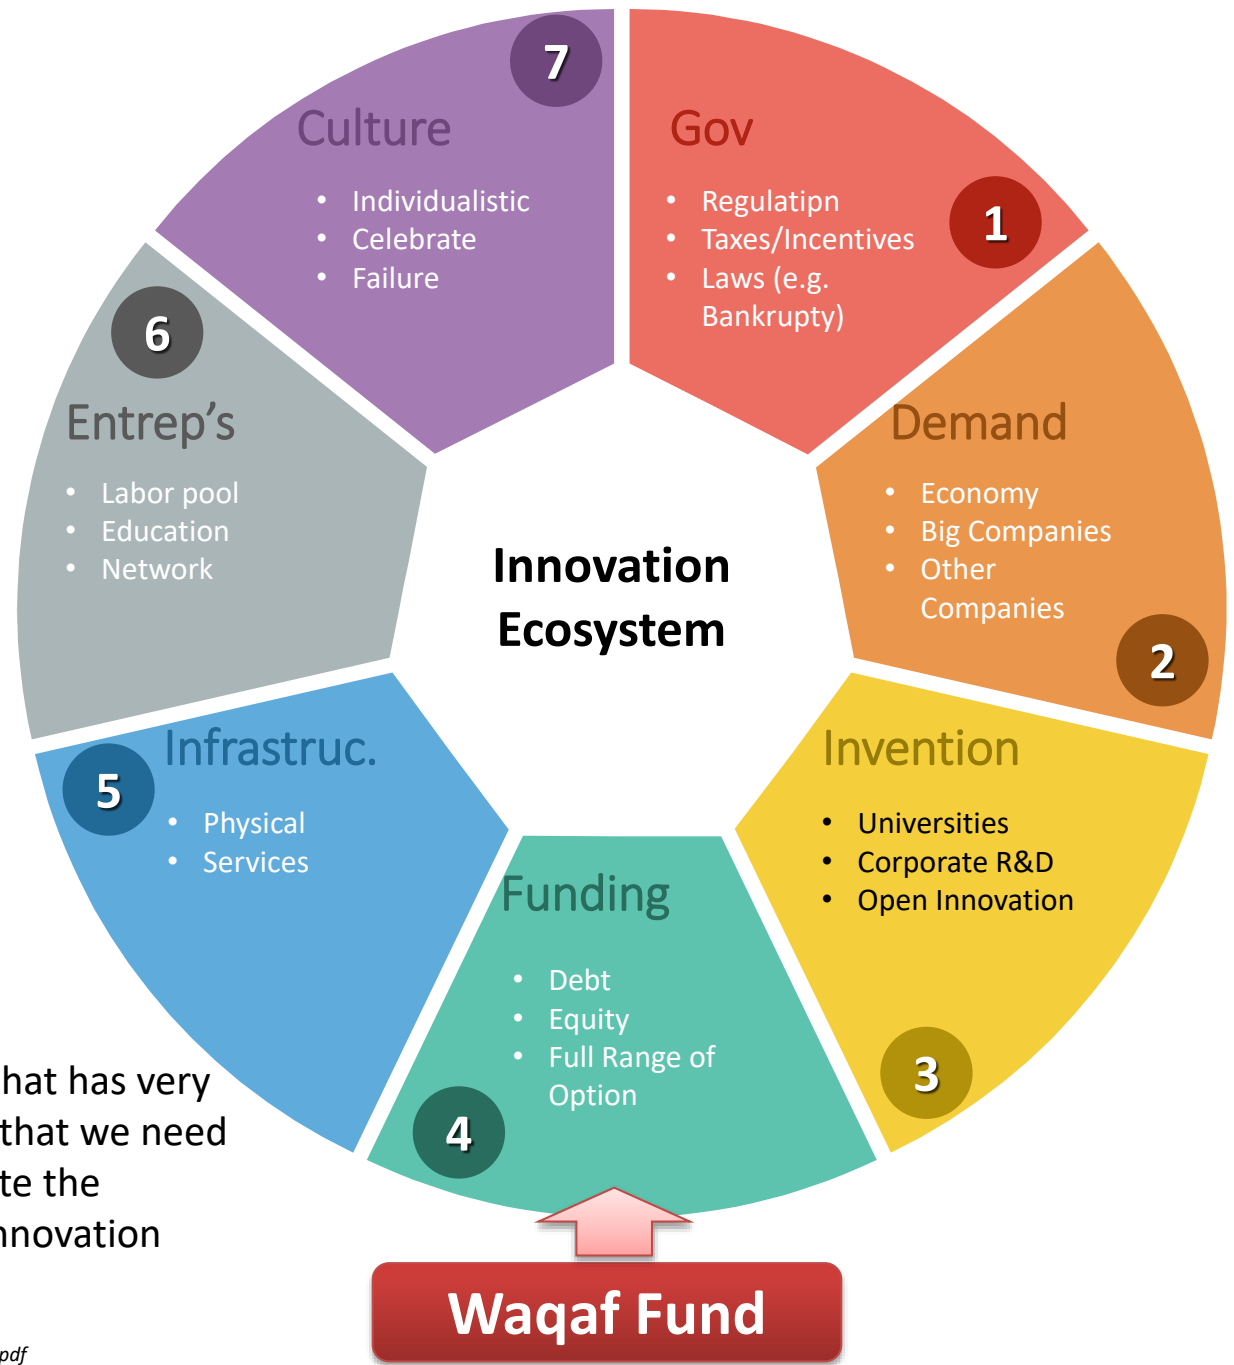 7
Culture
• Individualistic
• Celebrate
• Failure
Gov
• Regulatipn
• Taxes/Incentives
• Laws (e.g.
Bankrupty)
1
6
Entrep's
• Labor pool
• Education
• Network
Demand
• Economy
• Big Companies
• Other
Companies
2
Innovation
Ecosystem
5
Infrastruc.
• Physical
• Services
Invention
• Universities
• Corporate R&D
• Open Innovation
3
Funding
• Debt
• Equity
• Full Range of
Option
4
hat has very
that we need
te the
nnovation
Waqaf Fund
pdf